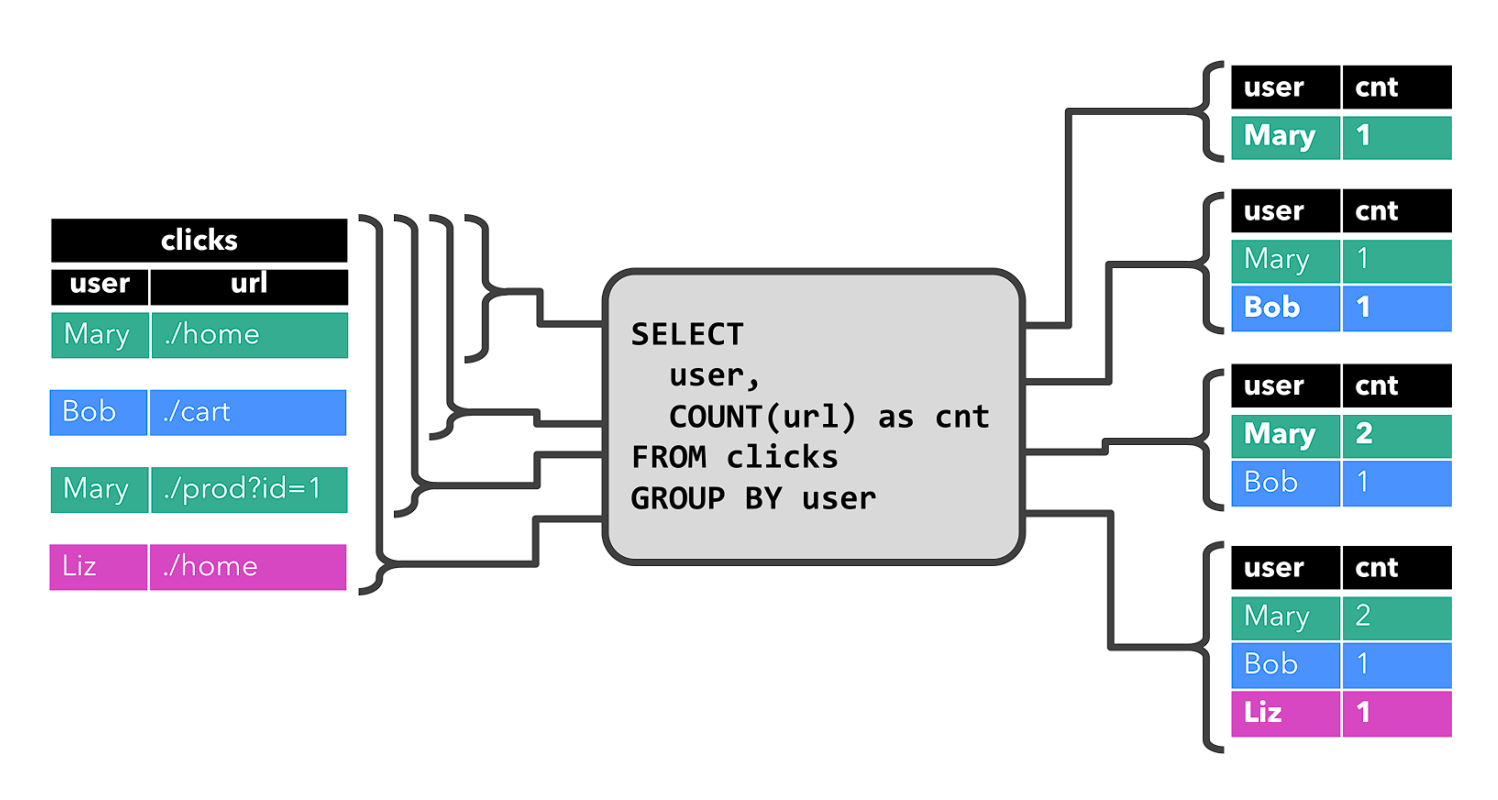 clicks
user url
Mary ./home
Bob ./cart
Mary ./prod?id=1
Liz ./home
SELECT
user,
COUNT(url) as cnt
FROM clicks
GROUP BY user
user cnt
Mary 1
user cnt
Mary 1
Bob 1
user cnt
Mary 2
Bob 1
user cnt
Mary 2
Bob 1
Liz 1